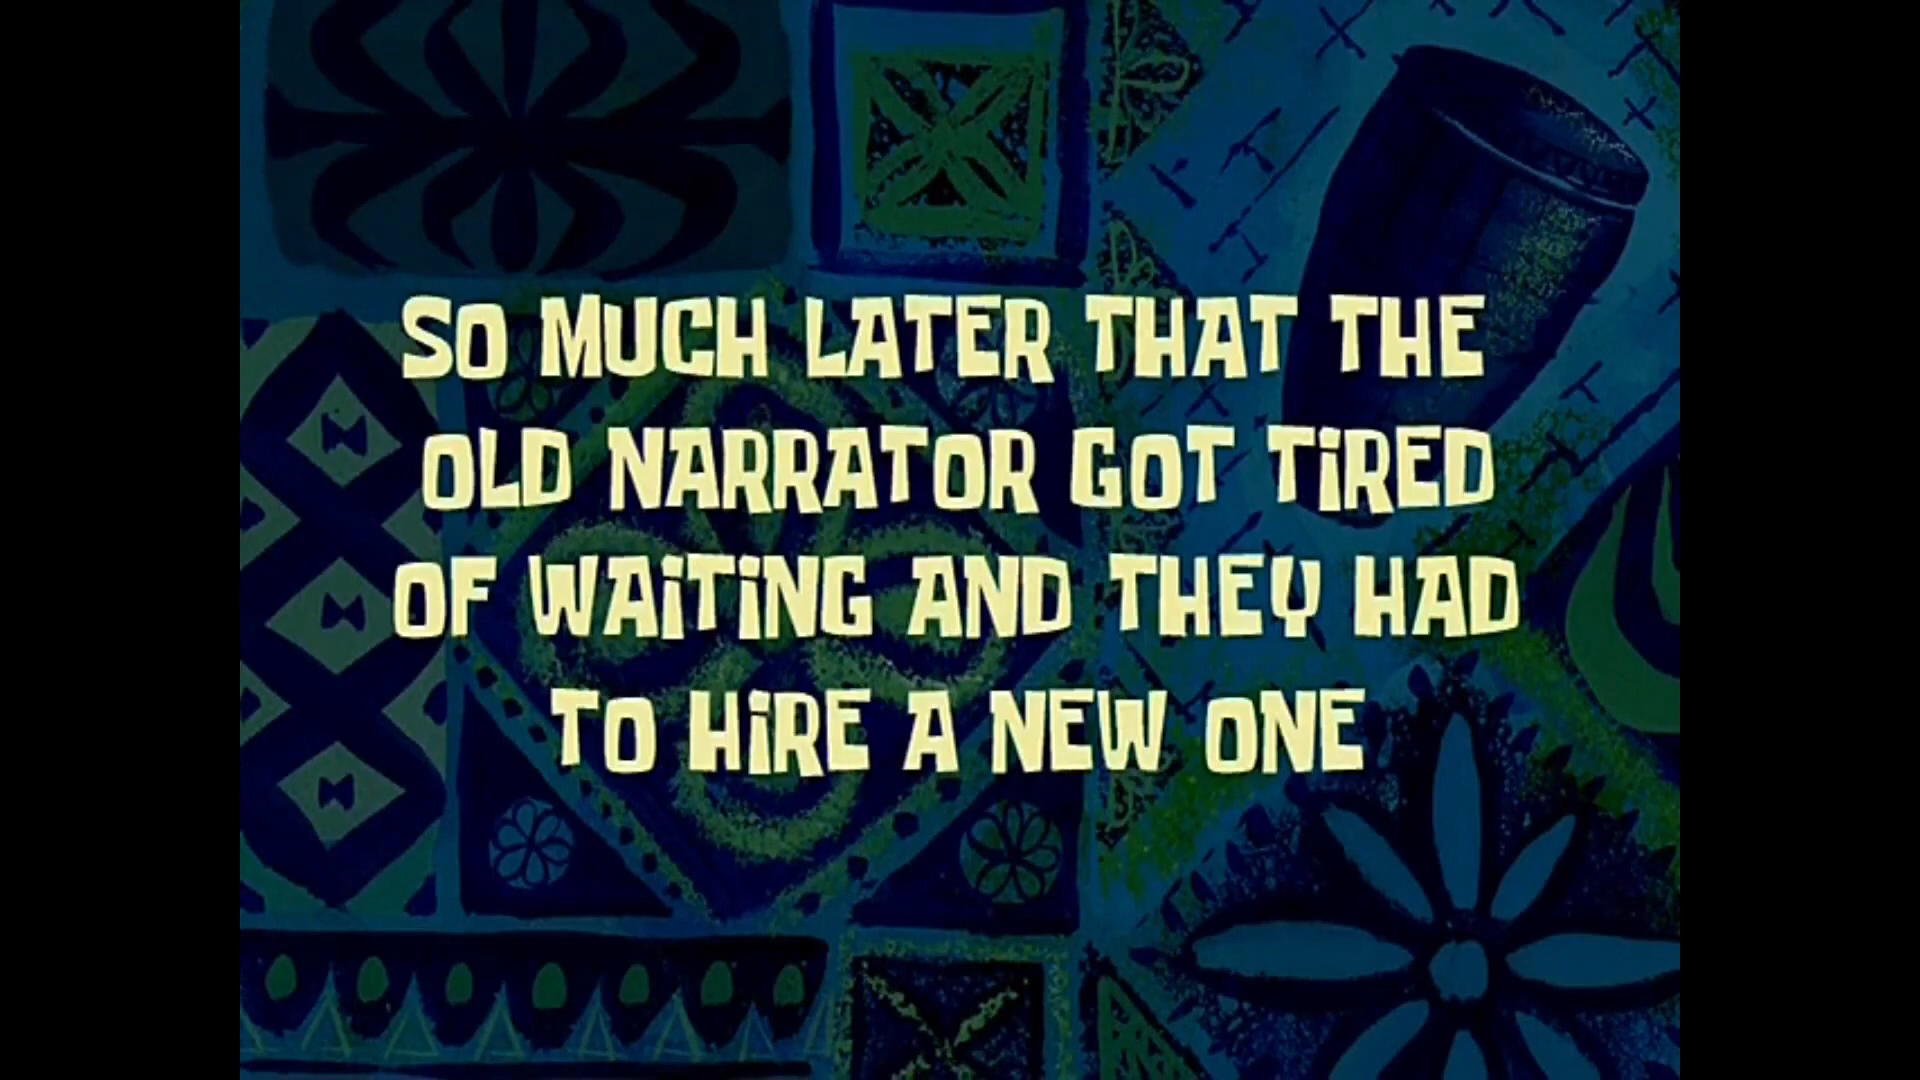 SO MUCH LATER THAT THE
OLD NARRATOR GOT TiRED
OF WAiTiNG AND THEY HAD
TO HiRE A NEW ONE